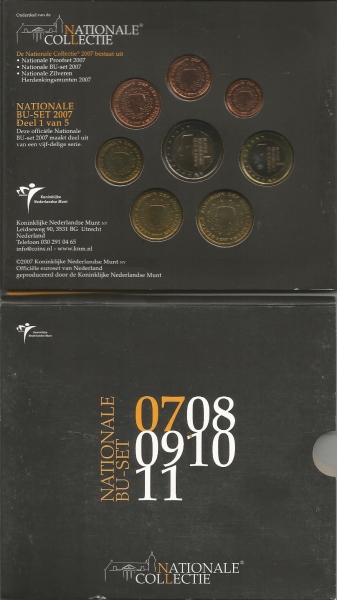 Onderdeel van de
NATIONALE®
COLLECTIE
De Nationale Collectie® 2007 bestaat uit
• Nationale Proofset 2007
• Nationale BU-set 2007
• Nationale Zilveren
Herdenkingsmunten 2007
NATIONALE
BU-SET 2007
Deel 1 van 5
Deze officiële Nationale
BU-set 2007 maakt deel uit
van een vijf-delige serie.
Koninklijke
Nederlandse Munt
Koninklijke Nederlandse Munt NV
Leidseweg 90, 3531 BG Utrecht
Nederland
Telefoon 030 291 04 65
info@coins.nl - www.knm.nl
©2007 Koninklijke Nederlandse Munt NV
Officiële euroset van Nederland
geproduceerd door de Koninklijke Nederlandse Munt
Koninklijke
Nederlandse Munt
NATIONALE
BU-SET
0708
0910
11
NATIONALE®
COLLECTIE